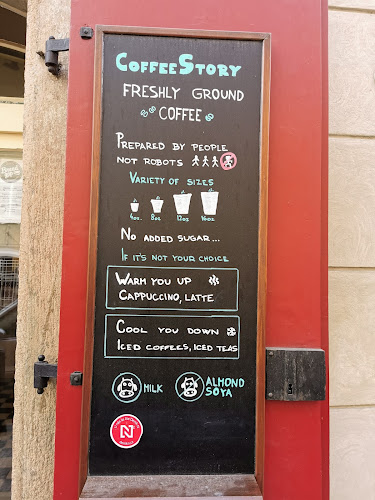 COFFEESTORY
FRESHLY GROUND
COFFEE
PREPARED BY PEOPLE
NOT ROBOTS
VARIETY OF SIZES
4oz. 8oz. 12oz. 16oz.
NO ADDED SUGAR...
IF IT'S NOT YOUR CHOICE
WARM YOU UP
CAPPUCCINO, LATTE
COOL YOU DOWN
ICED COFFEES, ICED TEAS
MILK
ALMOND
SOYA
N